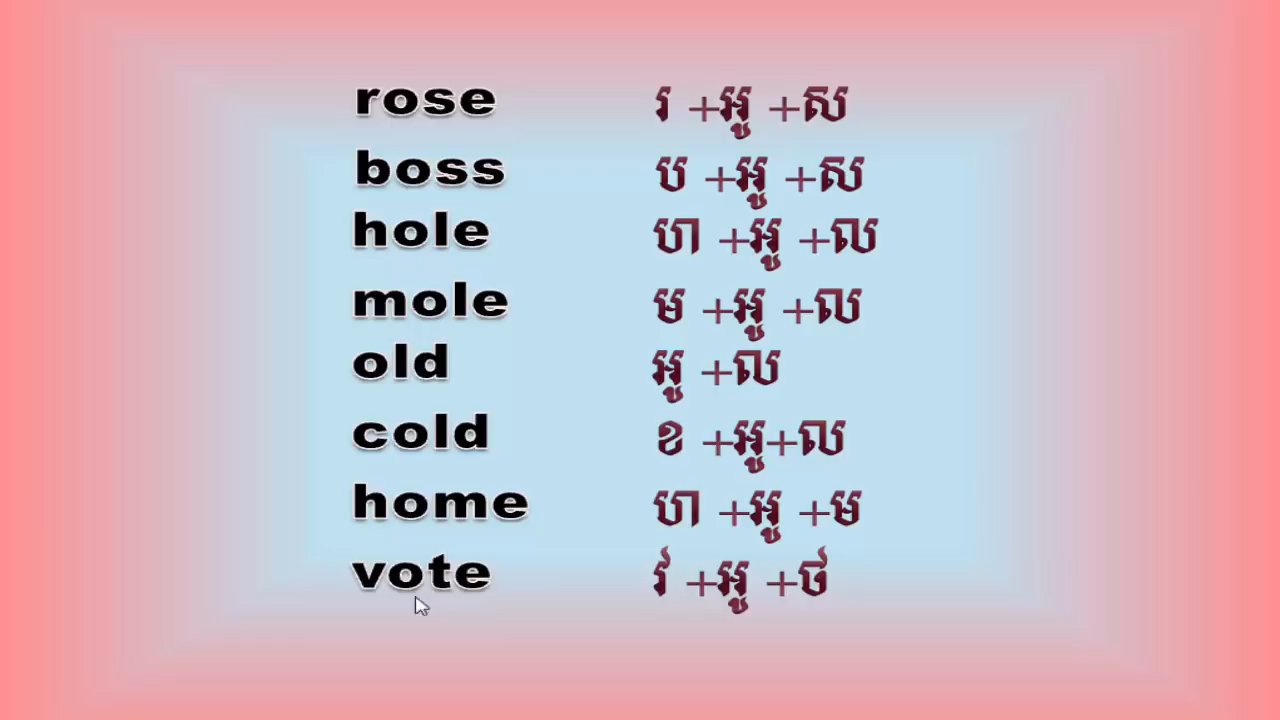 rose រ +អូ +ស
boss ប +អូ +ស
hole ហ +អូ +ល
mole ម +អូ +ល
old អូ +ល
cold ខ +អូ+ល
home ហ +អូ +ម
vote វ +អូ +ថ